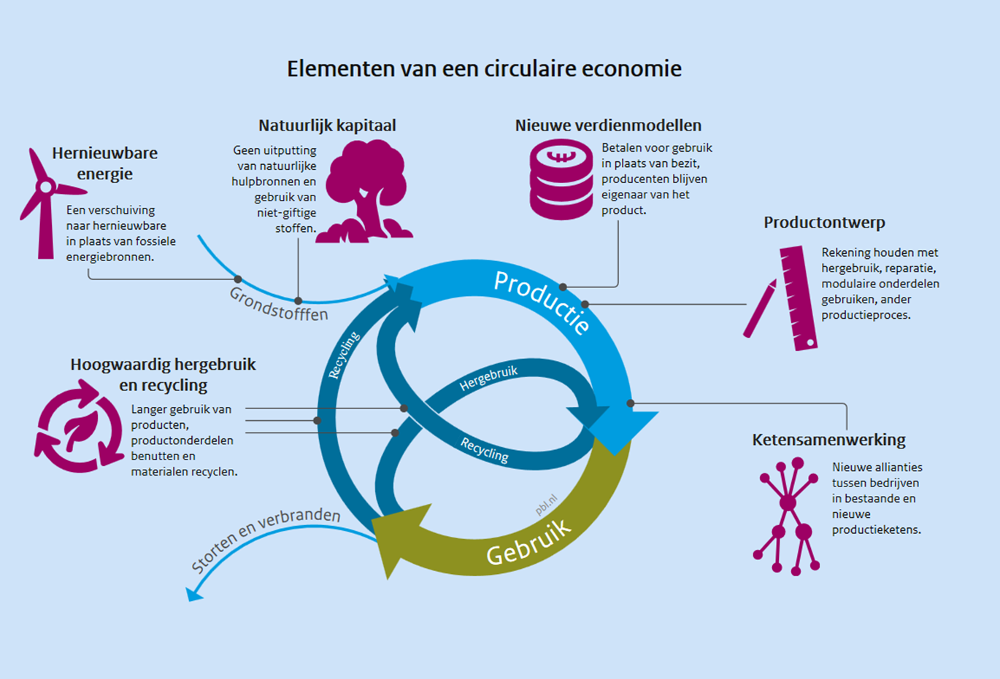 Elementen van een circulaire economie
Hernieuwbare
energie
Een verschuiving
naar hernieuwbare
in plaats van fossiele
energiebronnen.
Natuurlijk kapitaal
Geen uitputting
van natuurlijke
hulpbronnen en
gebruik van
niet-giftige
stoffen.
Nieuwe verdienmodellen
Betalen voor gebruik
in plaats van bezit,
producenten blijven
eigenaar van het
product.
Productontwerp
Rekening houden met
hergebruik, reparatie,
modulaire onderdelen
gebruiken, ander
productieproces.
Grondstofffen
Productie
Recycling
Hergebruik
Recycling
Hoogwaardig hergebruik
en recycling
Langer gebruik van
producten,
productonderdelen
benutten en
materialen recyclen.
Ketensamenwerking
Nieuwe allianties
tussen bedrijven
in bestaande en
nieuwe
productieketens.
pbl.nl
Gebruik
Storten en verbranden